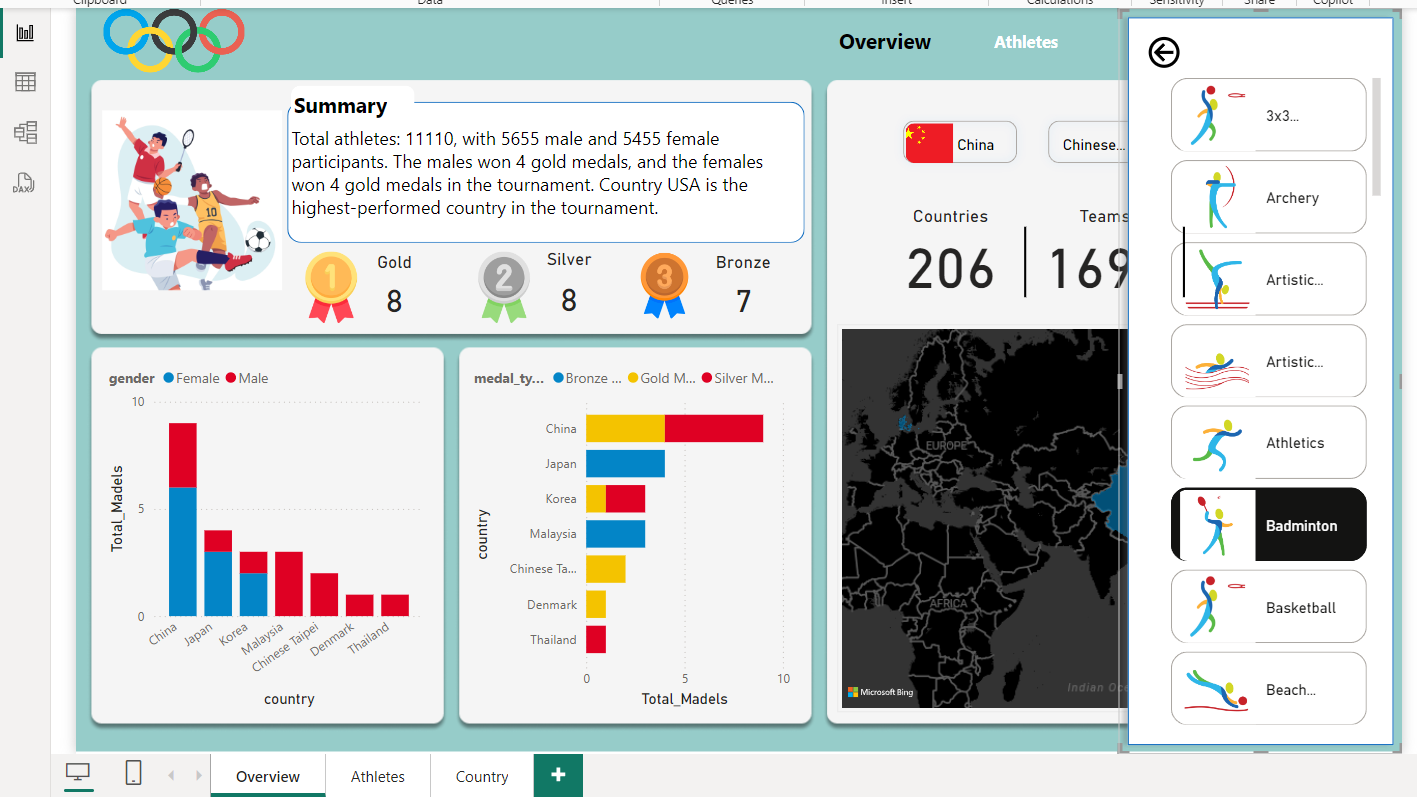 Clipboard
Data
Queries
Insert
Calculations
Sensitivity
Share
Copilot
Overview
Athletes
Summary
Total athletes: 11110, with 5655 male and 5455 female
participants. The males won 4 gold medals, and the females
won 4 gold medals in the tournament. Country USA is the
highest-performed country in the tournament.
10
1
Gold
8
2
Silver
8
3
Bronze
7
China
Chinese...
Countries
206
Teams
169
gender
Female
Male
Total_Madels
10
5
0
China
Japan
Korea
Malaysia
Chinese Taipei
Denmark
Thailand
country
medal_ty...
Bronze ...
Gold M...
Silver M...
country
China
Japan
Korea
Malaysia
Chinese Ta...
Denmark
Thailand
0
5
10
Total_Madels
EUROPE
AFRICA
Indian Oce
Microsoft Bing
3x3...
Archery
Artistic...
Artistic...
Athletics
Badminton
Basketball
Beach...
DAX
Overview
Athletes
Country
+